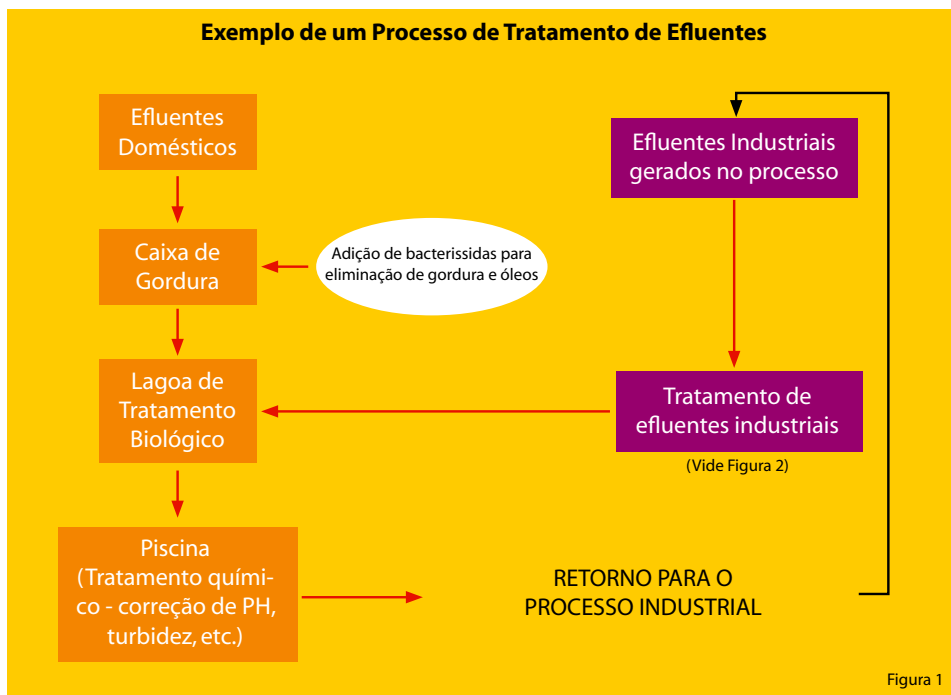 Exemplo de um Processo de Tratamento de Efluentes
Efluentes
Domésticos
Caixa de
Gordura
Adição de bacterissidas para
eliminação de gordura e óleos
Lagoa de
Tratamento
Biológico
Piscina
(Tratamento quími-
co - correção de PH,
turbidez, etc.)
Efluentes Industriais
gerados no processo
Tratamento de
efluentes industriais
(Vide Figura 2)
RETORNO PARA O
PROCESSO INDUSTRIAL
Figura 1